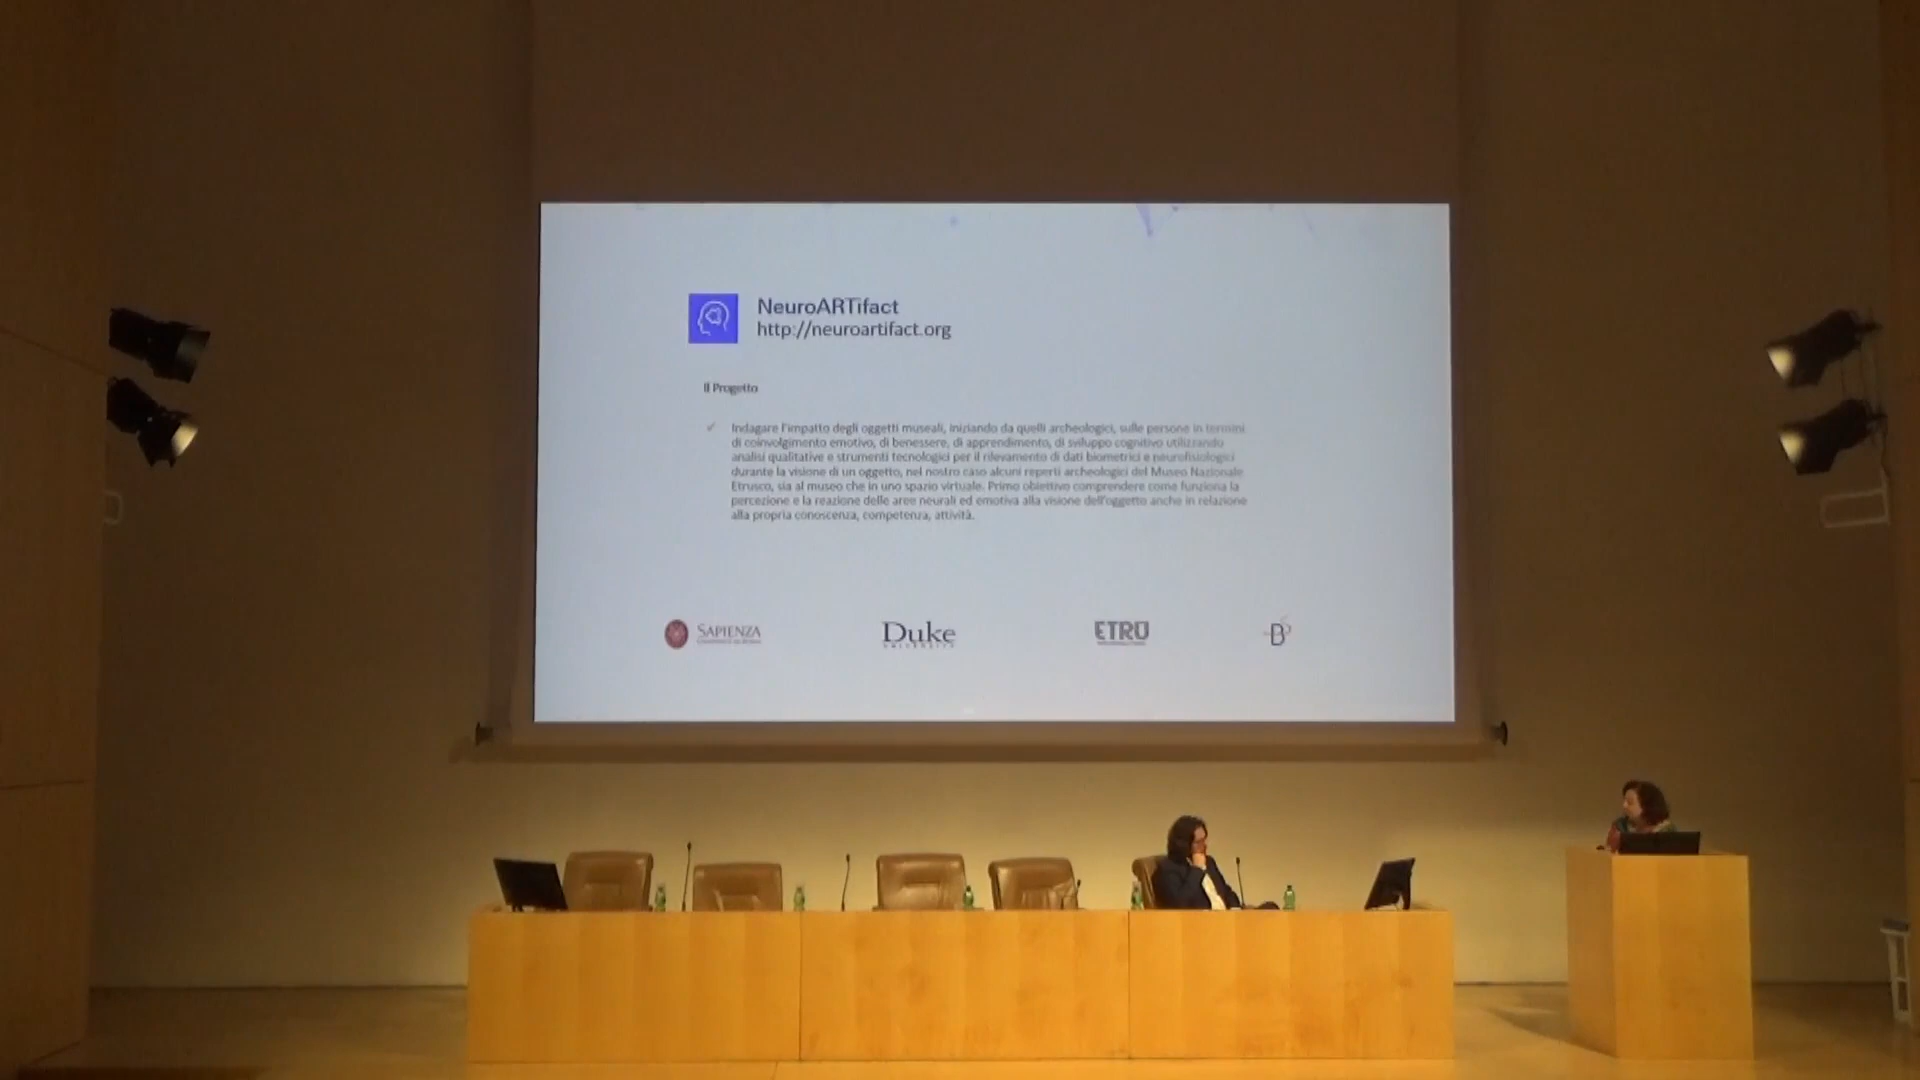 NeuroARTifact
http://neuroartifact.org
Il Progetto
Indagare l'impatto degli oggetti museali, iniziando da quelli archeologici, sulle persone in termini
di coinvolgimento emotivo, di benessere, di apprendimento, di sviluppo cognitivo utilizzando
analisi qualitative e strumenti tecnologici per il rilevamento di dati biometrici e neurofisiologici
durante la visione di un oggetto, nel nostro caso alcuni reperti archeologici del Museo Nazionale
Etrusco, sia al museo che in uno spazio virtuale. Primo obiettivo comprendere come funziona la
percezione e la reazione delle aree neurali ed emotiva alla visione dell'oggetto anche in relazione
alla propria conoscenza, competenza, attività.
SAPIENZA
Duke
UNIVERSITY
ETRU
B